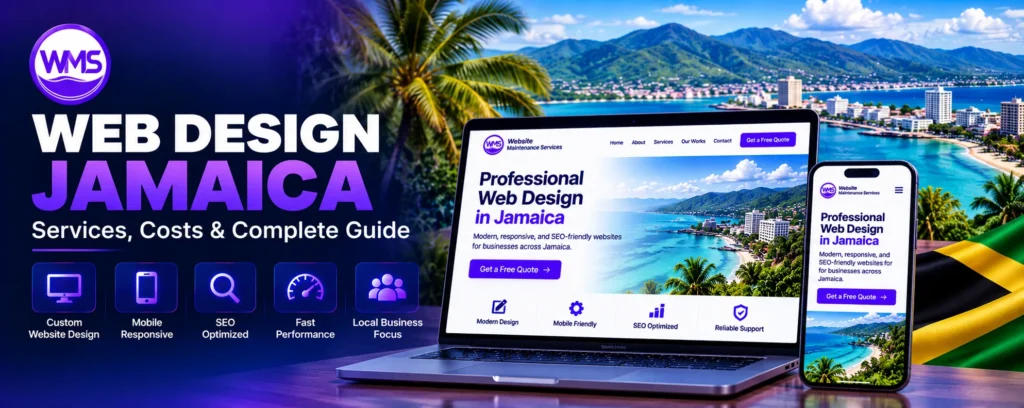 WMS
WEB DESIGN
JAMAICA
Services, Costs & Complete Guide
Custom
Website Design
Mobile
Responsive
SEO
Optimized
Fast
Performance
Local Business
Focus
WMS
Website
Maintenance Services
Home About Services Our Works Contact Get a Free Quote
Professional
Web Design
in Jamaica
Modern, responsive, and SEO-friendly websites
for businesses across Jamaica.
Get a Free Quote →
Modern Design
Mobile Friendly
SEO Optimized
Reliable Support
WMS
Website
Maintenance Services
Professional
Web Design
in Jamaica
Modern, responsive, and
SEO-friendly websites for
for businesses across
Jamaica.
Get a Free Quote →